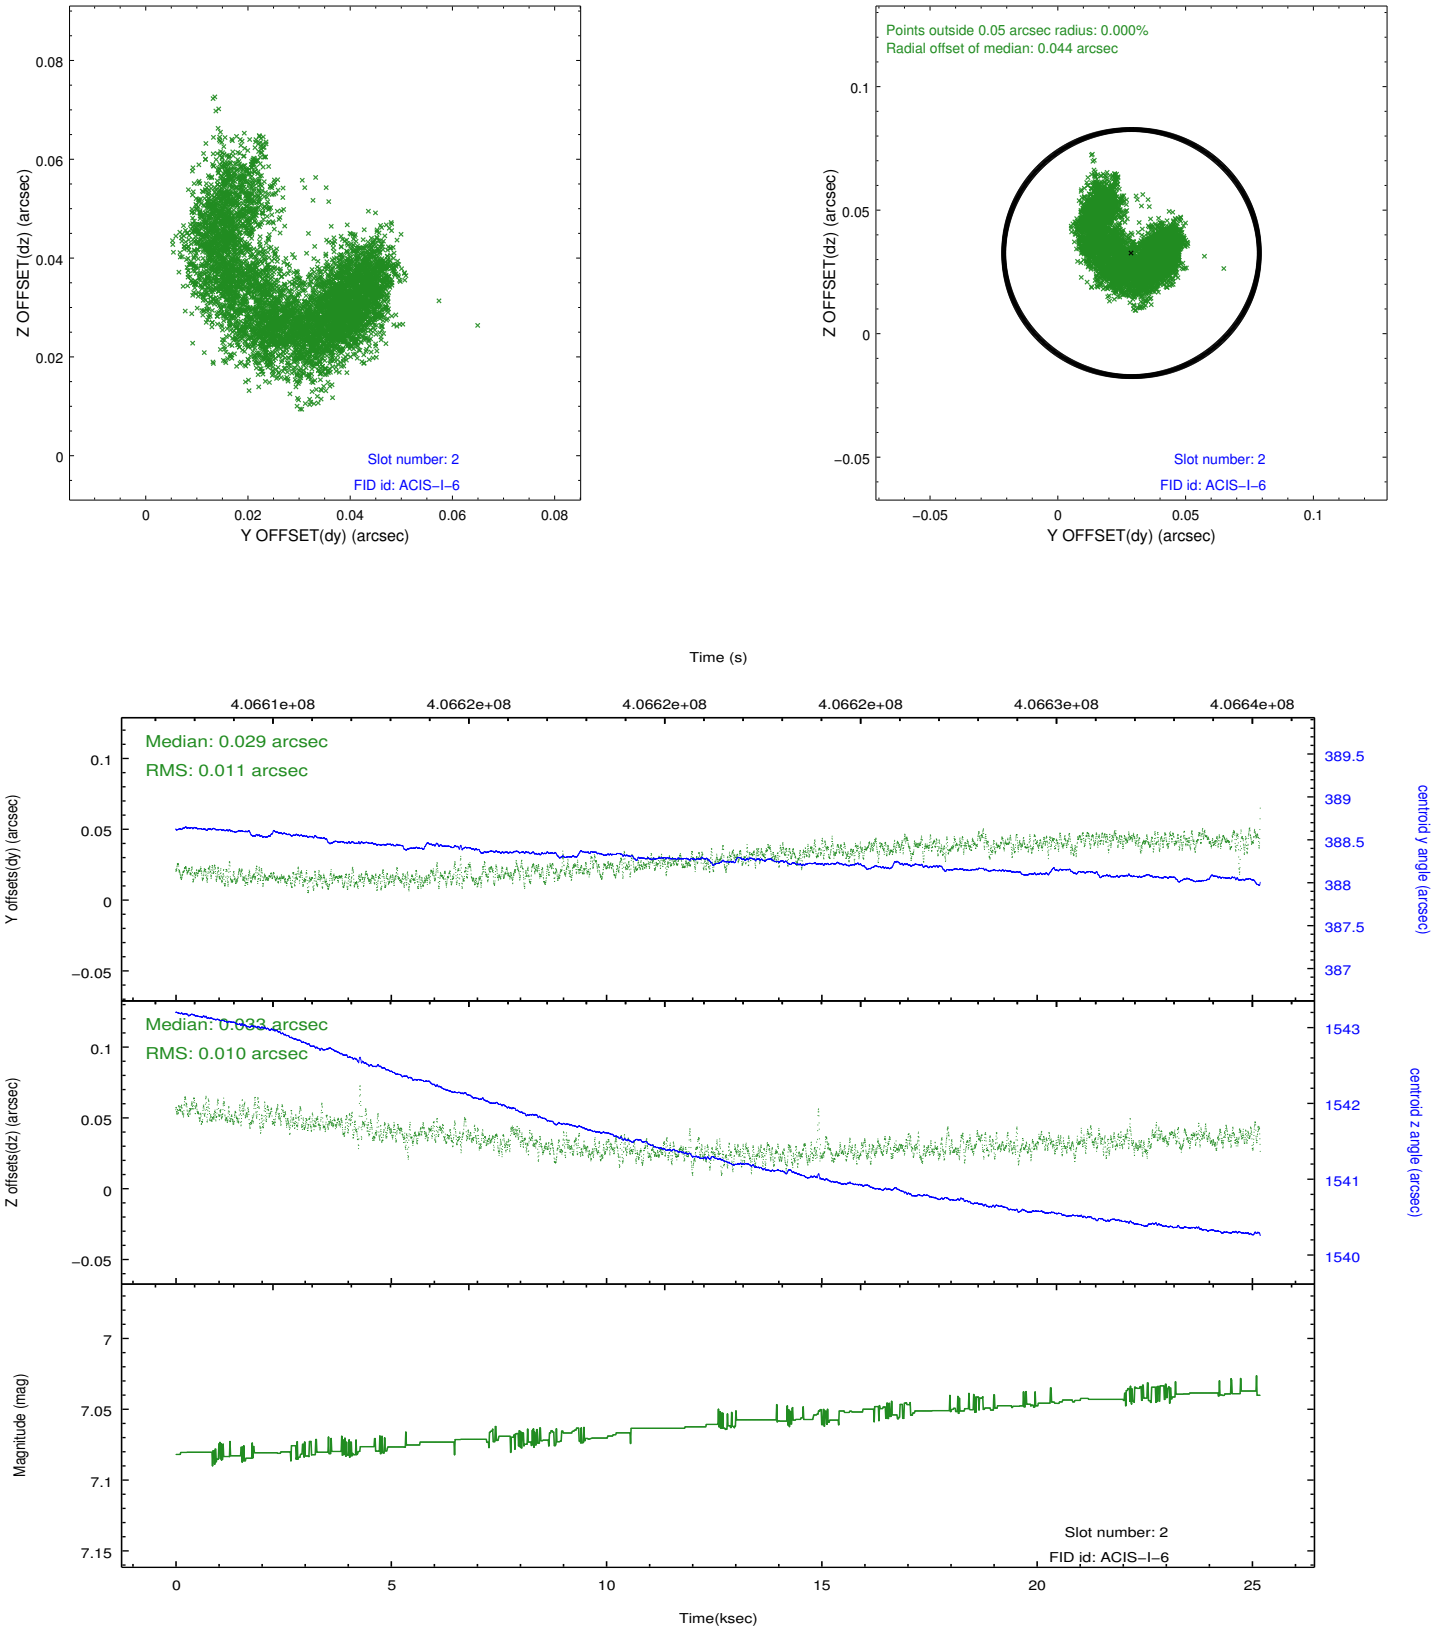 0.08
0.06
0.04
0.02
0
Z OFFSET(dz) (arcsec)
Slot number: 2
FID id: ACIS−I−6
0
0.02
0.04
0.06
0.08
Y OFFSET(dy) (arcsec)
Points outside 0.05 arcsec radius: 0.000%
Radial offset of median: 0.044 arcsec
0.1
0.05
0
−0.05
Z OFFSET(dz) (arcsec)
Slot number: 2
FID id: ACIS−I−6
−0.05
0
0.05
0.1
Y OFFSET(dy) (arcsec)
Time (s)
4.0661e+08
4.0662e+08
4.0662e+08
4.0662e+08
4.0663e+08
4.0664e+08
Median: 0.029 arcsec
RMS: 0.011 arcsec
0.1
0.05
0
−0.05
Y offsets(dy) (arcsec)
389.5
389
388.5
388
387.5
387
centroid y angle (arcsec)
Median: 0.033 arcsec
RMS: 0.010 arcsec
0.1
0.05
0
−0.05
Z offsets(dz) (arcsec)
1543
1542
1541
1540
centroid z angle (arcsec)
7
7.05
7.1
7.15
Magnitude (mag)
Slot number: 2
FID id: ACIS−I−6
0
5
10
15
20
25
Time(ksec)